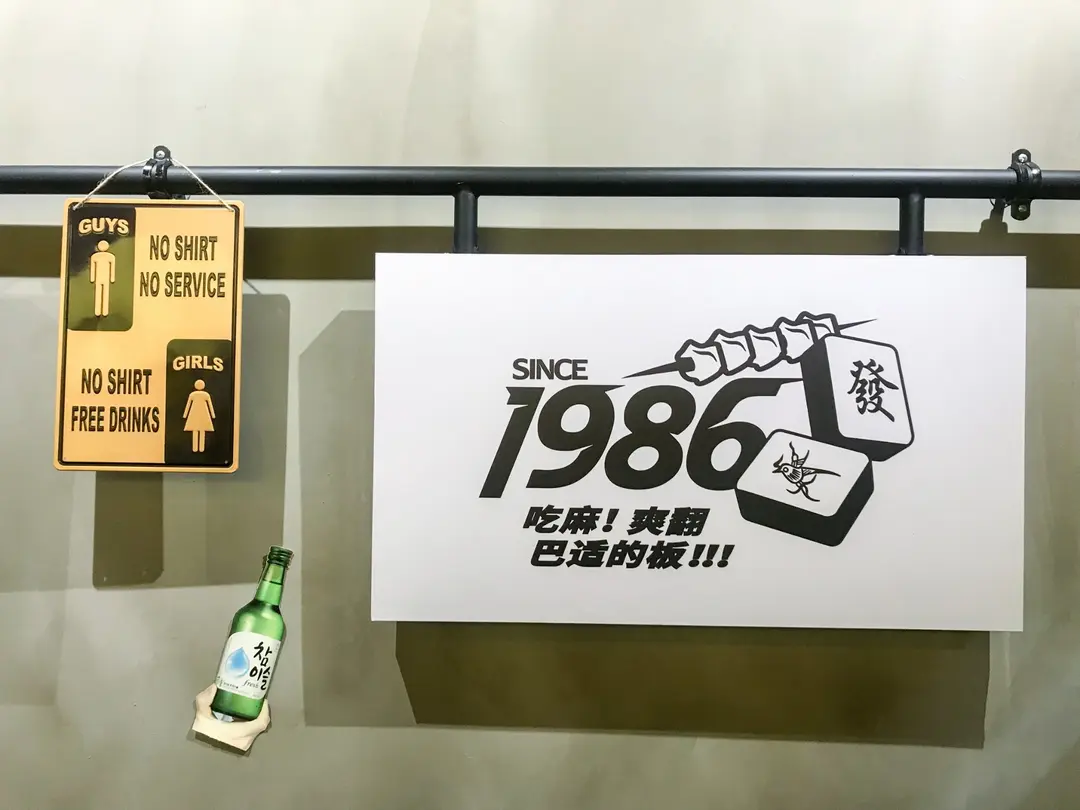 GUYS
NO SHIRT
NO SERVICE
GIRLS
NO SHIRT
FREE DRINKS
SINCE
1986
發
吃麻！爽翻
巴适的板!!!
참
이슬
fresh